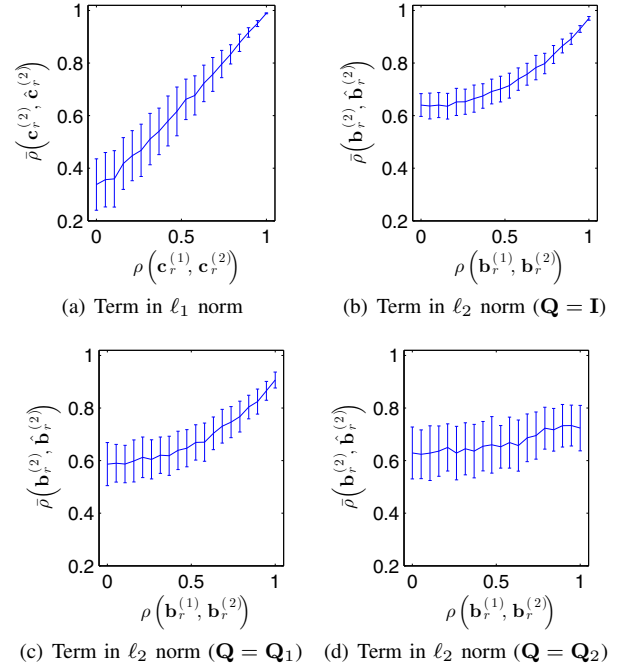 1
0.8
0.6
0.4
0.2
0 0.5 1
ρ̄(c_r^(2), ĉ_r^(2))
ρ(c_r^(1), c_r^(2))
(a) Term in ℓ1 norm
1
0.8
0.6
0.4
0.2
0 0.5 1
ρ̄(b_r^(2), b̂_r^(2))
ρ(b_r^(1), b_r^(2))
(b) Term in ℓ2 norm (Q = I)
1
0.8
0.6
0.4
0.2
0 0.5 1
ρ̄(b_r^(2), b̂_r^(2))
ρ(b_r^(1), b_r^(2))
(c) Term in ℓ2 norm (Q = Q1)
1
0.8
0.6
0.4
0.2
0 0.5 1
ρ̄(b_r^(2), b̂_r^(2))
ρ(b_r^(1), b_r^(2))
(d) Term in ℓ2 norm (Q = Q2)